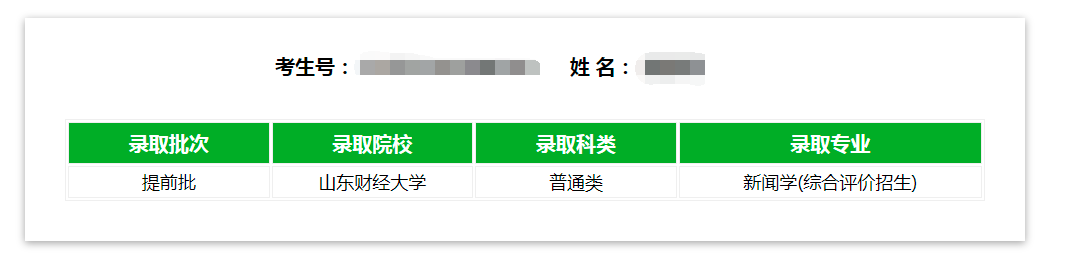 考生号： 姓 名：
录取批次 录取院校 录取科类 录取专业
提前批 山东财经大学 普通类 新闻学(综合评价招生)